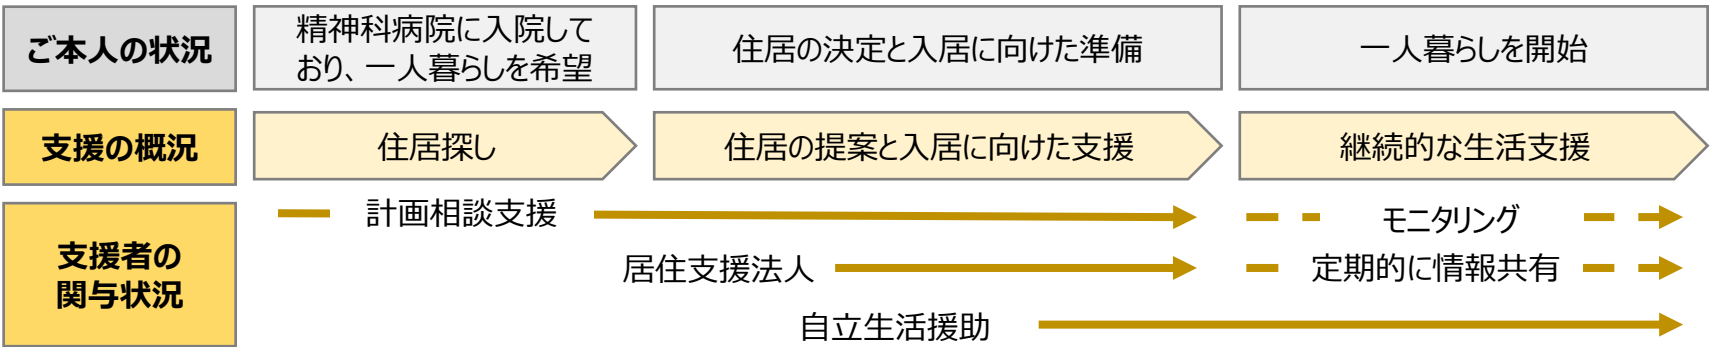 ご本人の状況
精神科病院に入院して
おり、一人暮らしを希望
住居の決定と入居に向けた準備
一人暮らしを開始
支援の概況
住居探し
住居の提案と入居に向けた支援
継続的な生活支援
支援者の
関与状況
計画相談支援
モニタリング
居住支援法人
定期的に情報共有
自立生活援助